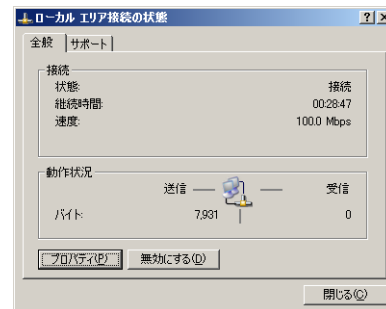 ローカル エリア接続の状態
全般
サポート
接続
状態: 接続
継続時間: 00:28:47
速度: 100.0 Mbps
動作状況
送信 — — 受信
バイト: 7,931 0
プロパティ(P)
無効にする(D)
閉じる(C)